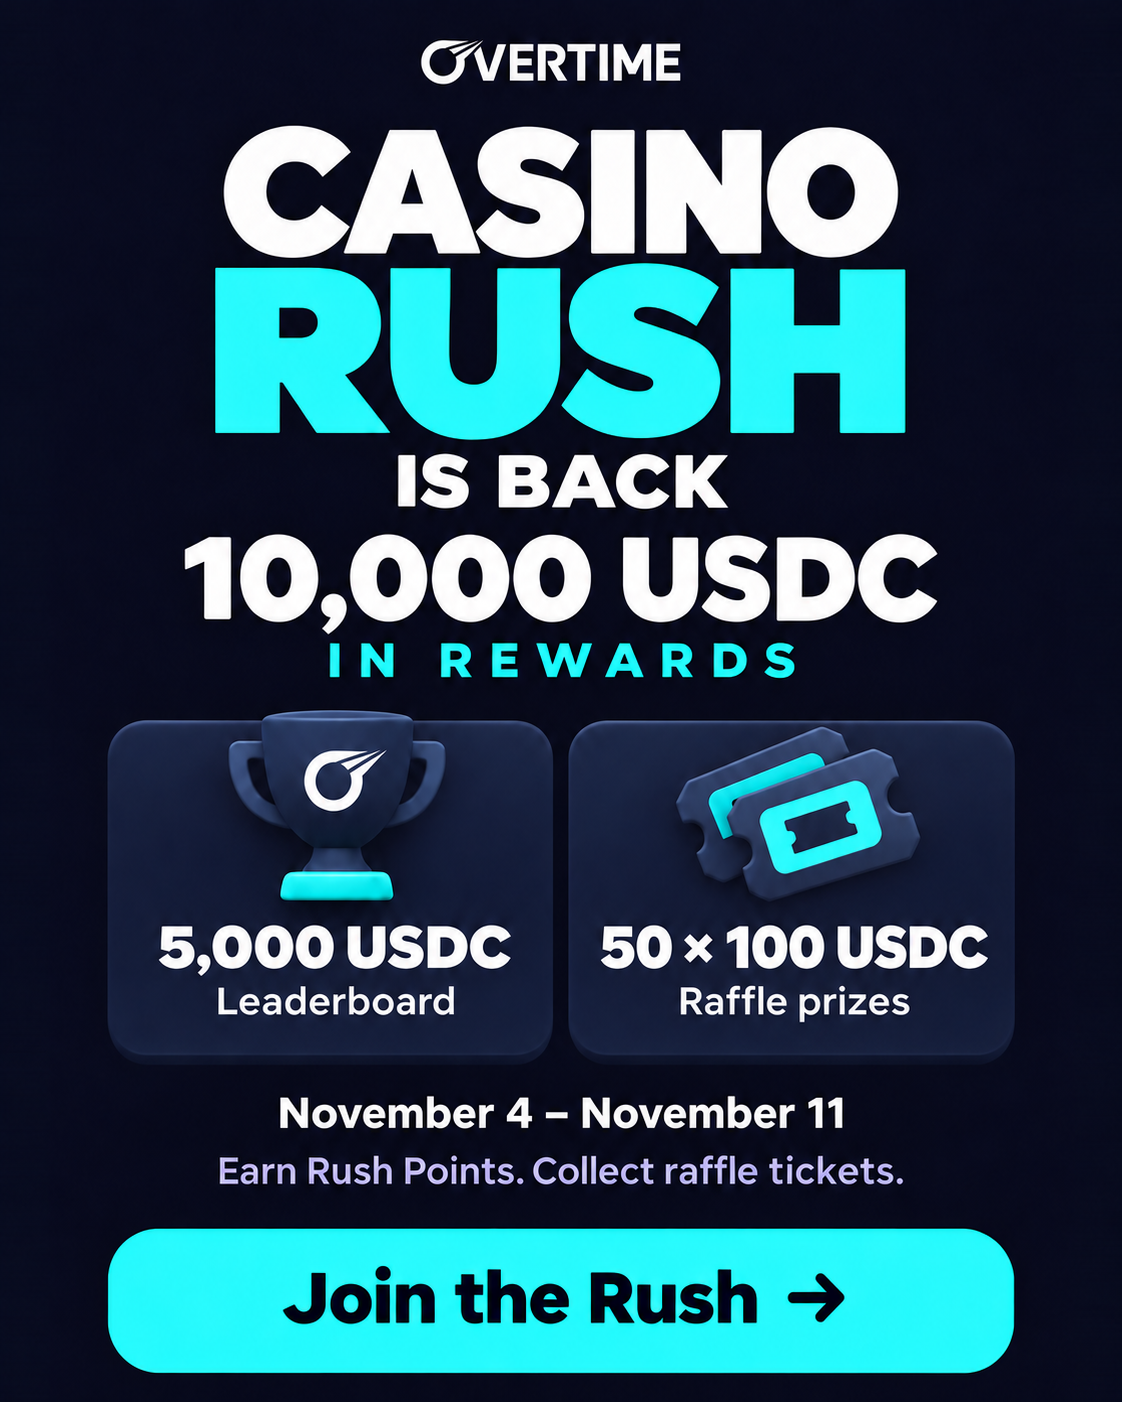 OVERTIME
CASINO
RUSH
IS BACK
10,000 USDC
IN REWARDS
5,000 USDC
Leaderboard
50 × 100 USDC
Raffle prizes
November 4 – November 11
Earn Rush Points. Collect raffle tickets.
Join the Rush →